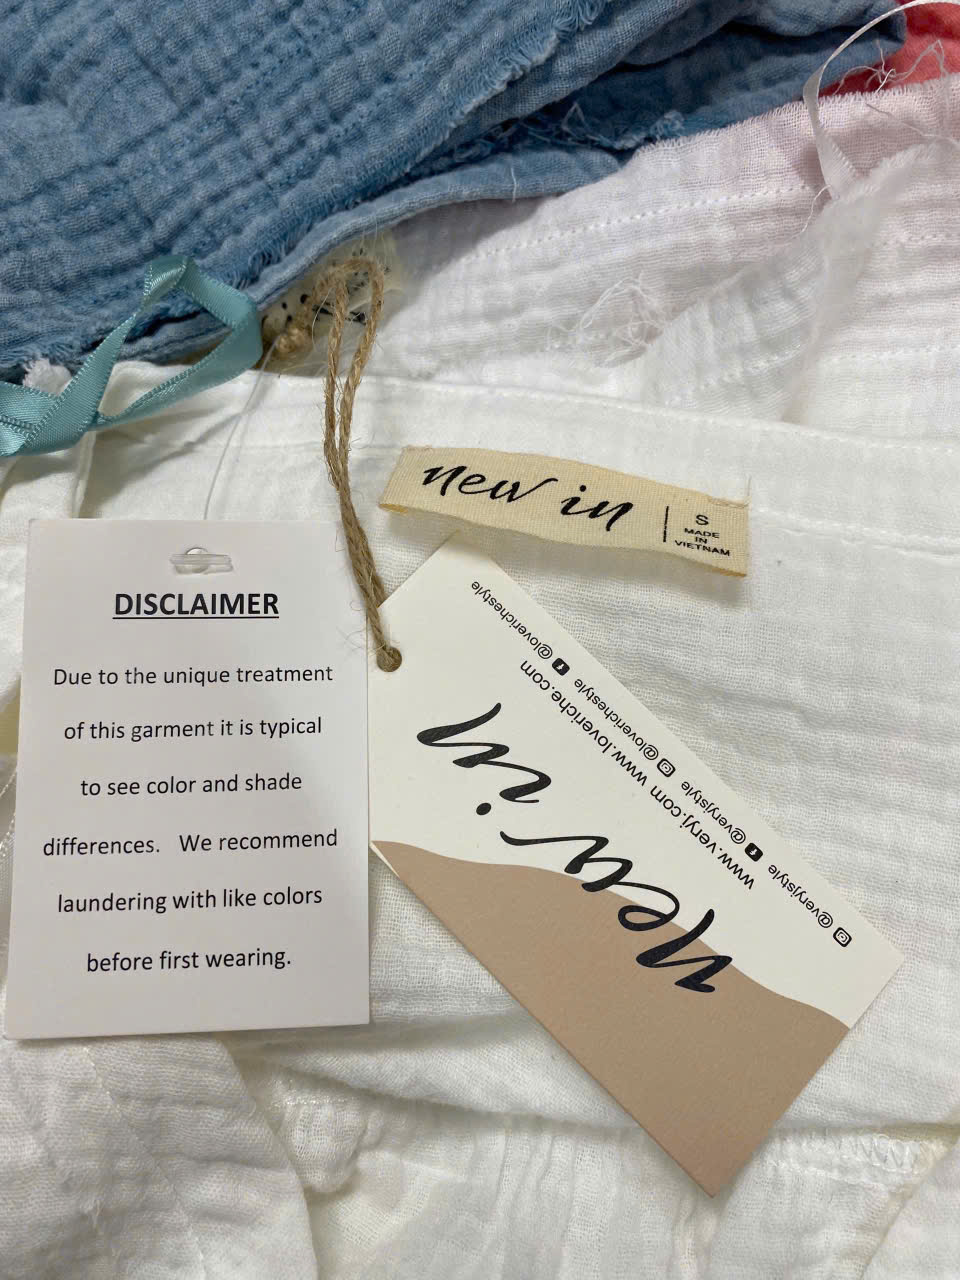 new in
S
MADE
IN
VIETNAM
DISCLAIMER
Due to the unique treatment
of this garment it is typical
to see color and shade
differences. We recommend
laundering with like colors
before first wearing.
new in
www.veryj.com www.loveriche.com
@veryjstyle @veryjstyle @loverichestyle @loverichestyle